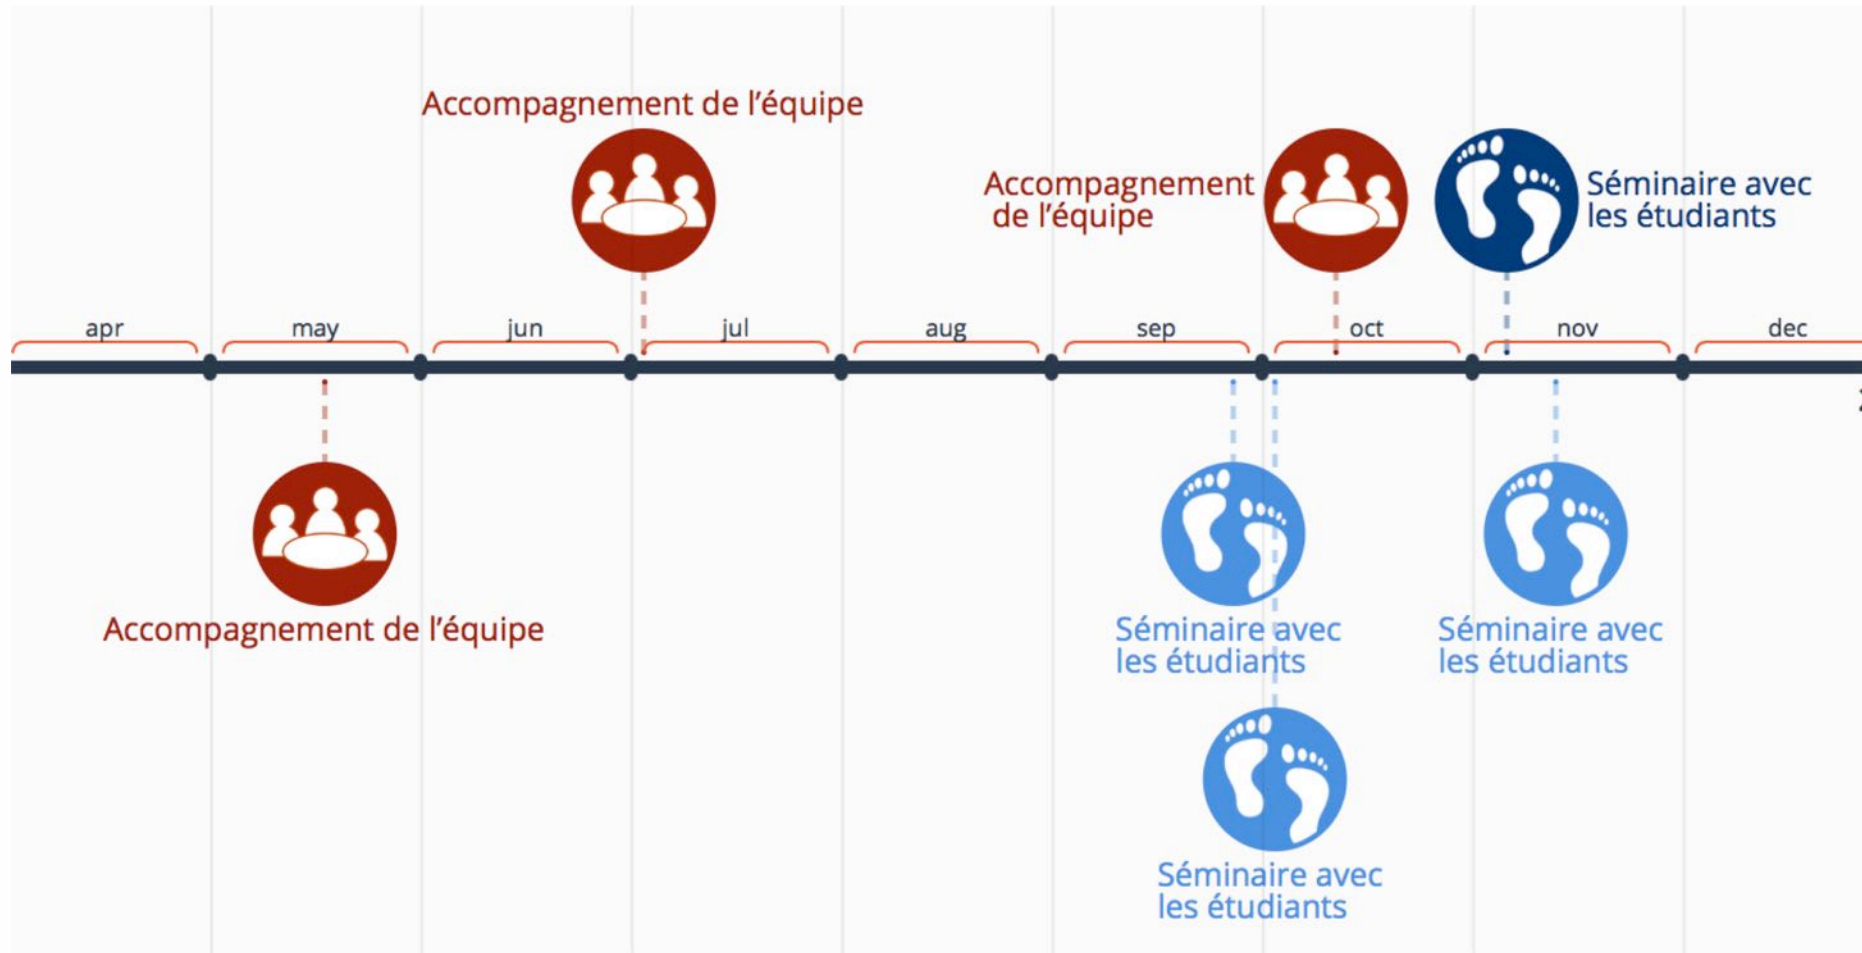 Accompagnement de l’équipe
Accompagnement
de l’équipe
Séminaire avec
les étudiants
apr
may
jun
jul
aug
sep
oct
nov
dec
Accompagnement de l’équipe
Séminaire avec
les étudiants
Séminaire avec
les étudiants
Séminaire avec
les étudiants